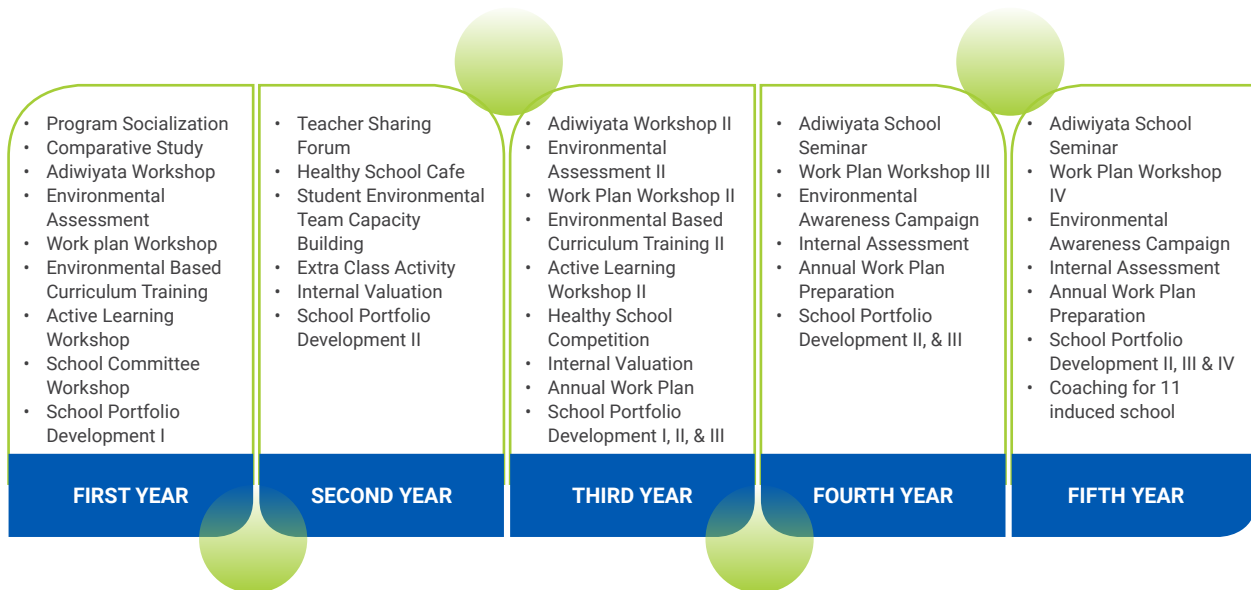 • Program Socialization
• Comparative Study
• Adiwiyata Workshop
• Environmental
Assessment
• Work plan Workshop
• Environmental Based
Curriculum Training
• Active Learning
Workshop
• School Committee
Workshop
• School Portfolio
Development I
FIRST YEAR
• Teacher Sharing
Forum
• Healthy School Cafe
• Student Environmental
Team Capacity
Building
• Extra Class Activity
• Internal Valuation
• School Portfolio
Development II
SECOND YEAR
• Adiwiyata Workshop II
• Environmental
Assessment II
• Work Plan Workshop II
• Environmental Based
Curriculum Training II
• Active Learning
Workshop II
• Healthy School
Competition
• Internal Valuation
• Annual Work Plan
• School Portfolio
Development I, II, & III
THIRD YEAR
• Adiwiyata School
Seminar
• Work Plan Workshop III
• Environmental
Awareness Campaign
• Internal Assessment
• Annual Work Plan
Preparation
• School Portfolio
Development II, & III
FOURTH YEAR
• Adiwiyata School
Seminar
• Work Plan Workshop
IV
• Environmental
Awareness Campaign
• Internal Assessment
• Annual Work Plan
Preparation
• School Portfolio
Development II, III & IV
• Coaching for 11
induced school
FIFTH YEAR